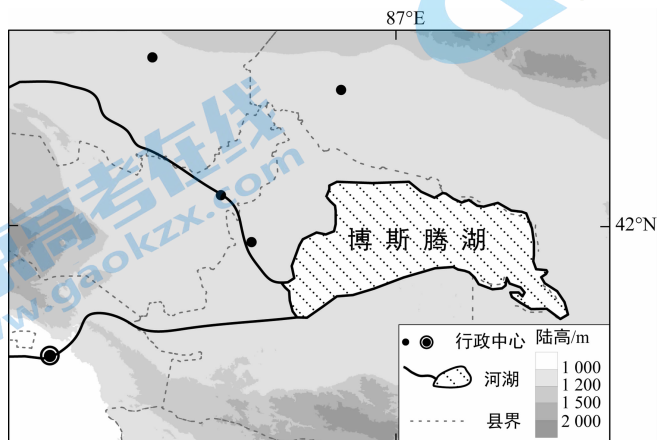 87°E
高考在线
www.gaokzx.com
博斯腾湖
42°N
行政中心
陆高/m
河湖
县界
1 000
1 200
1 500
2 000